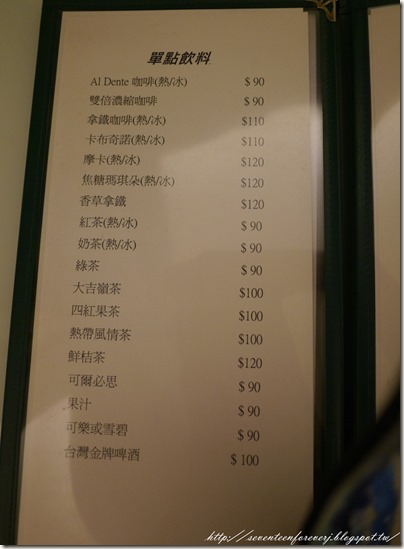 單點飲料
Al Dente 咖啡(熱/冰) $ 90
雙倍濃縮咖啡 $ 90
拿鐵咖啡(熱/冰) $110
卡布奇諾(熱/冰) $110
摩卡(熱/冰) $120
焦糖瑪琪朵(熱/冰) $120
香草拿鐵 $120
紅茶(熱/冰) $ 90
奶茶(熱/冰) $ 90
綠茶 $ 90
大吉嶺茶 $100
四紅果茶 $100
熱帶風情茶 $100
鮮桔茶 $120
可爾必思 $ 90
果汁 $ 90
可樂或雪碧 $ 90
台灣金牌啤酒 $ 100
http://seventeenforeverj.blogspot.tw/